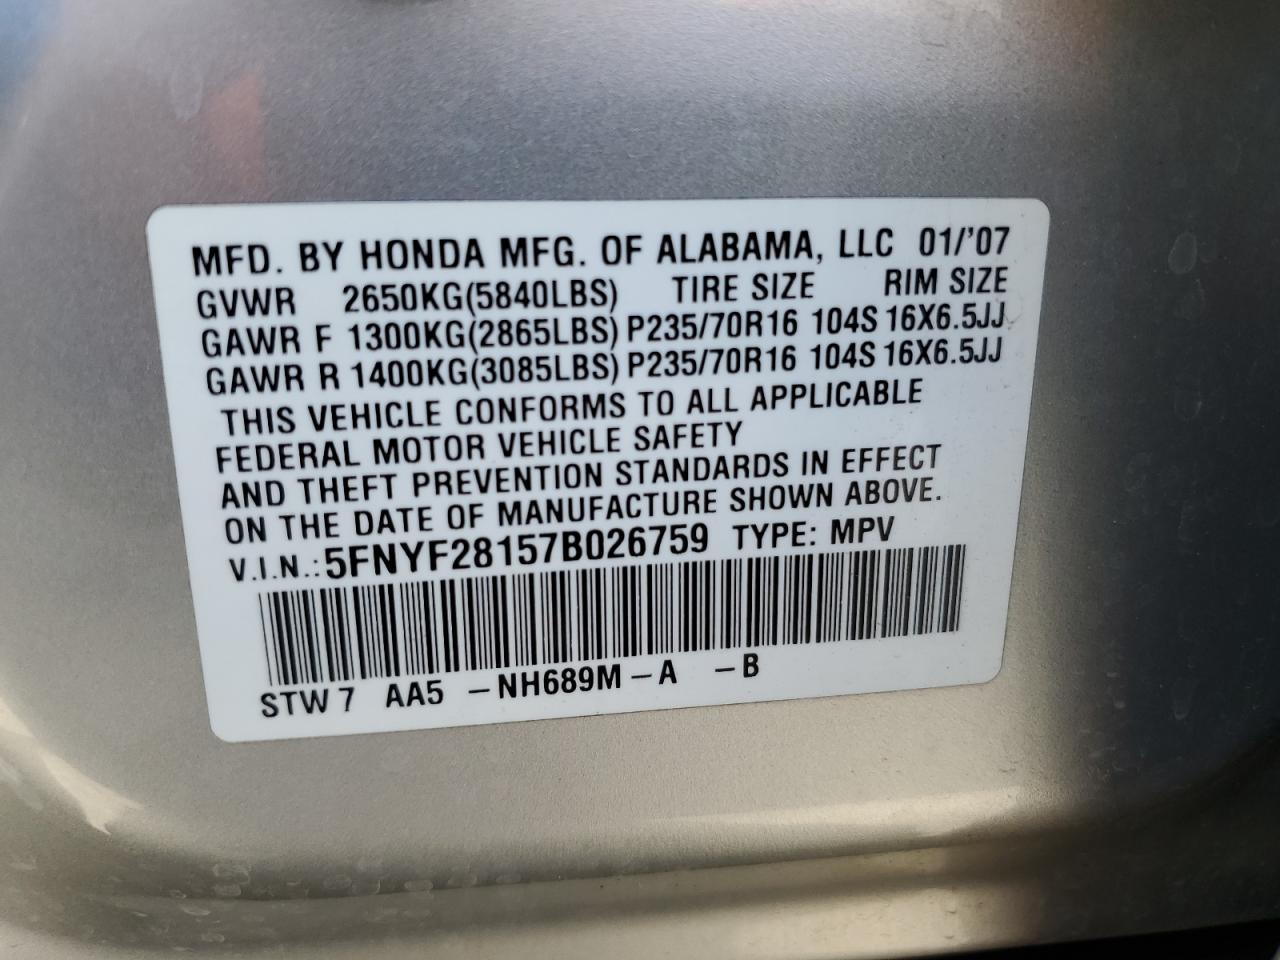 MFD. BY HONDA MFG. OF ALABAMA, LLC 01/'07
GVWR 2650KG(5840LBS) TIRE SIZE RIM SIZE
GAWR F 1300KG(2865LBS) P235/70R16 104S 16X6.5JJ
GAWR R 1400KG(3085LBS) P235/70R16 104S 16X6.5JJ
THIS VEHICLE CONFORMS TO ALL APPLICABLE
FEDERAL MOTOR VEHICLE SAFETY
AND THEFT PREVENTION STANDARDS IN EFFECT
ON THE DATE OF MANUFACTURE SHOWN ABOVE.
V.I.N.: 5FNYF28157B026759 TYPE: MPV
STW7 AA5 -NH689M-A -B